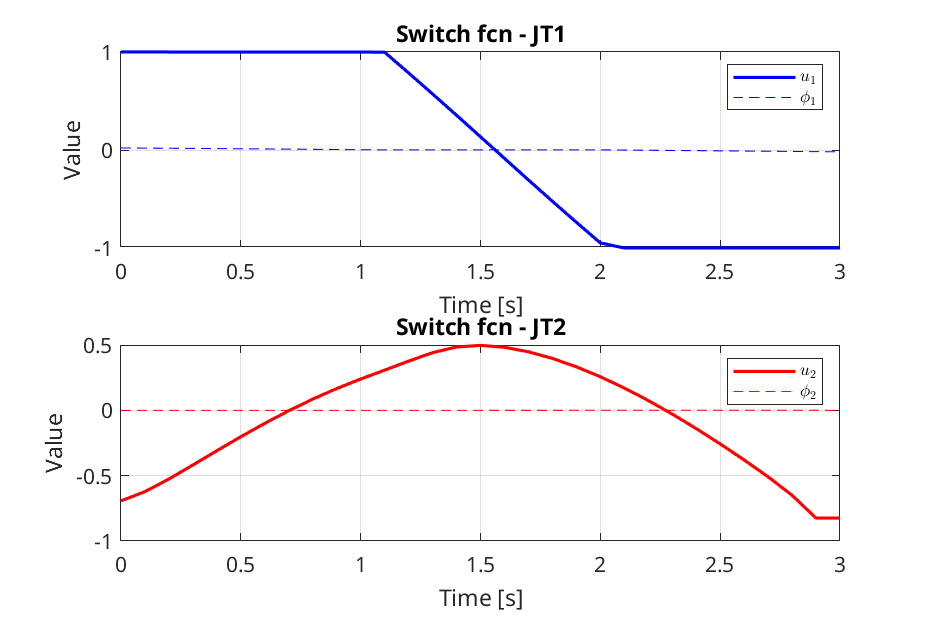 Switch fcn - JT1
1
0
-1
Value
u₁
ϕ₁
0 0.5 1 1.5 2 2.5 3
Time [s]
Switch fcn - JT2
0.5
0
-0.5
-1
Value
u₂
ϕ₂
0 0.5 1 1.5 2 2.5 3
Time [s]